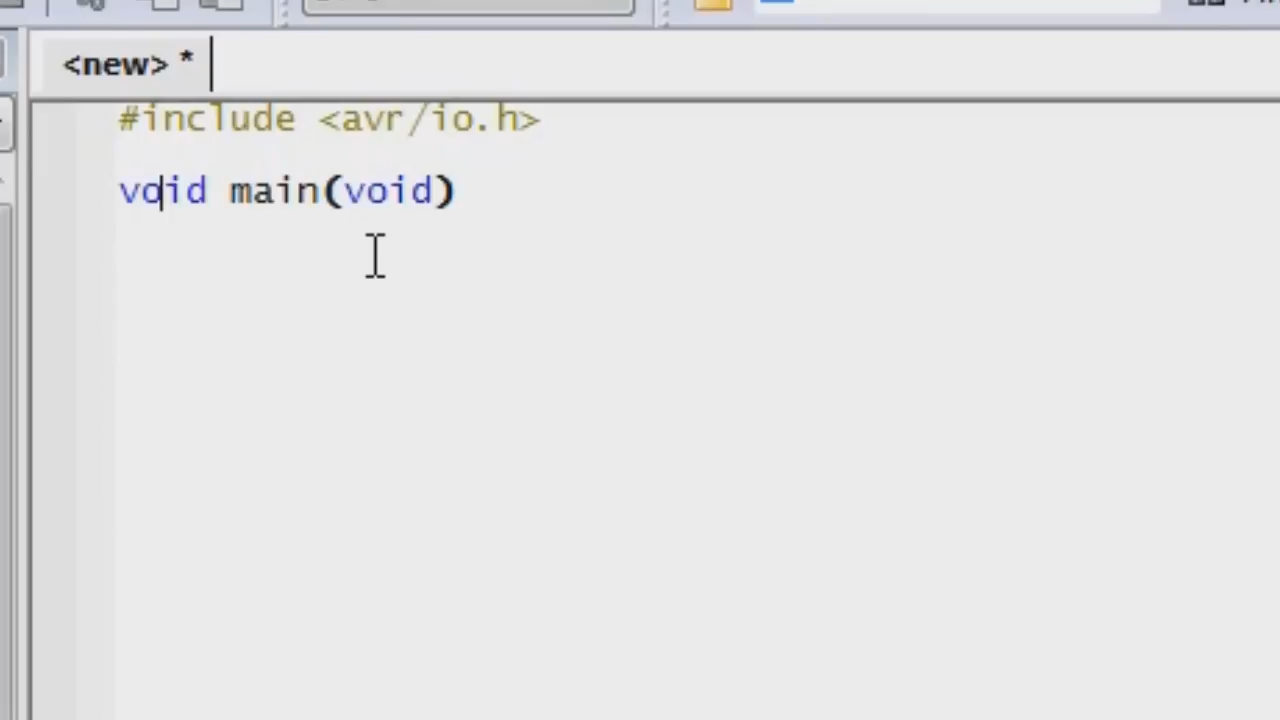 <new> *
#include <avr/io.h>
void main(void)